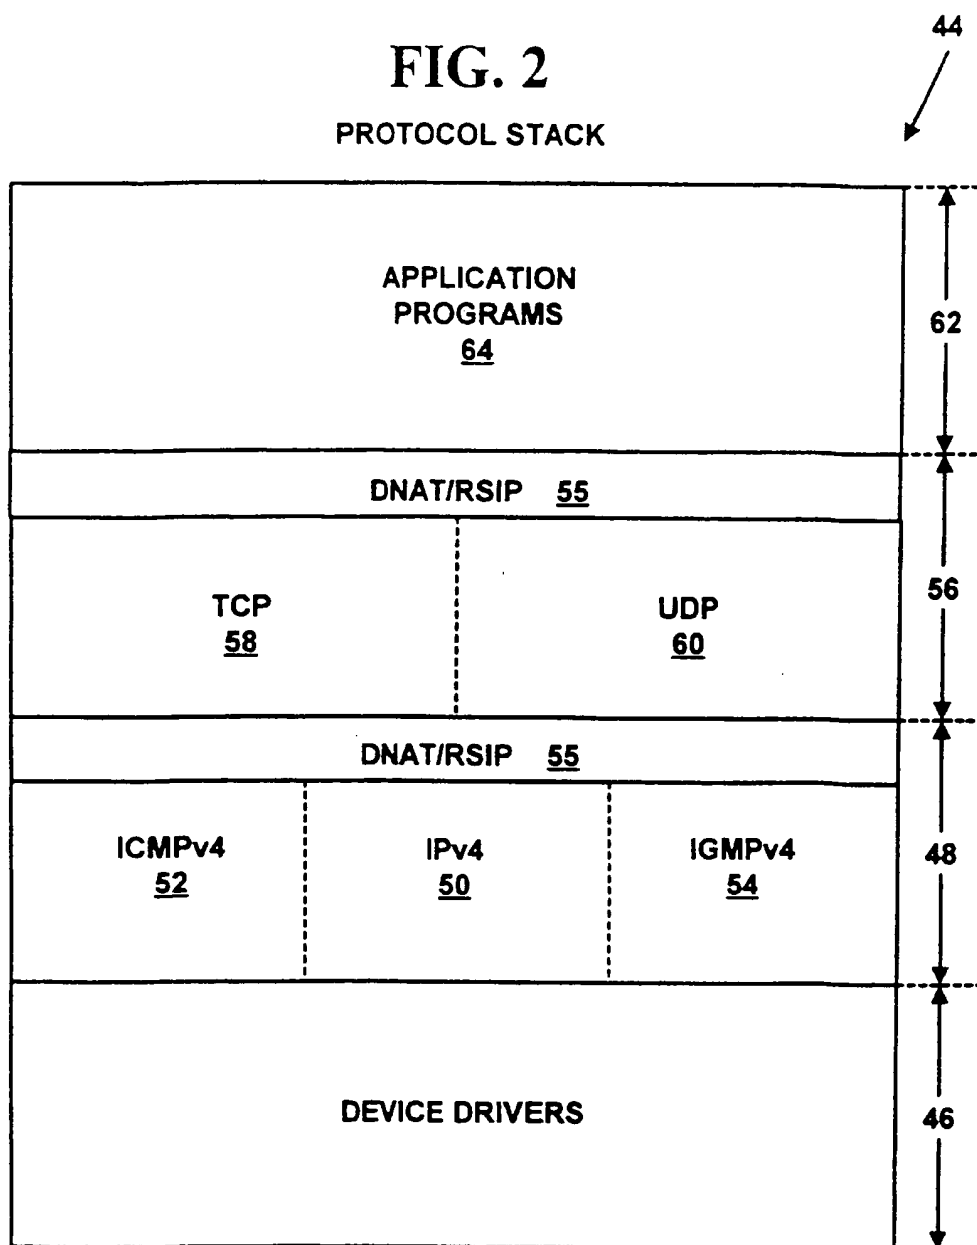 44
FIG. 2
PROTOCOL STACK
APPLICATION
PROGRAMS
64
62
DNAT/RSIP 55
TCP
58
UDP
60
56
DNAT/RSIP 55
ICMPv4
52
IPv4
50
IGMPv4
54
48
DEVICE DRIVERS
46